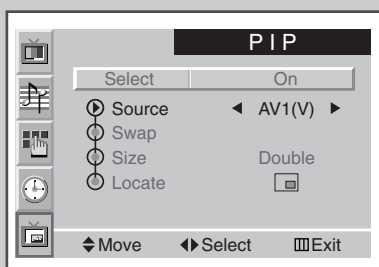 PIP
Select On
Source ◀ AV1(V) ▶
Swap
Size Double
Locate
Move Select Exit